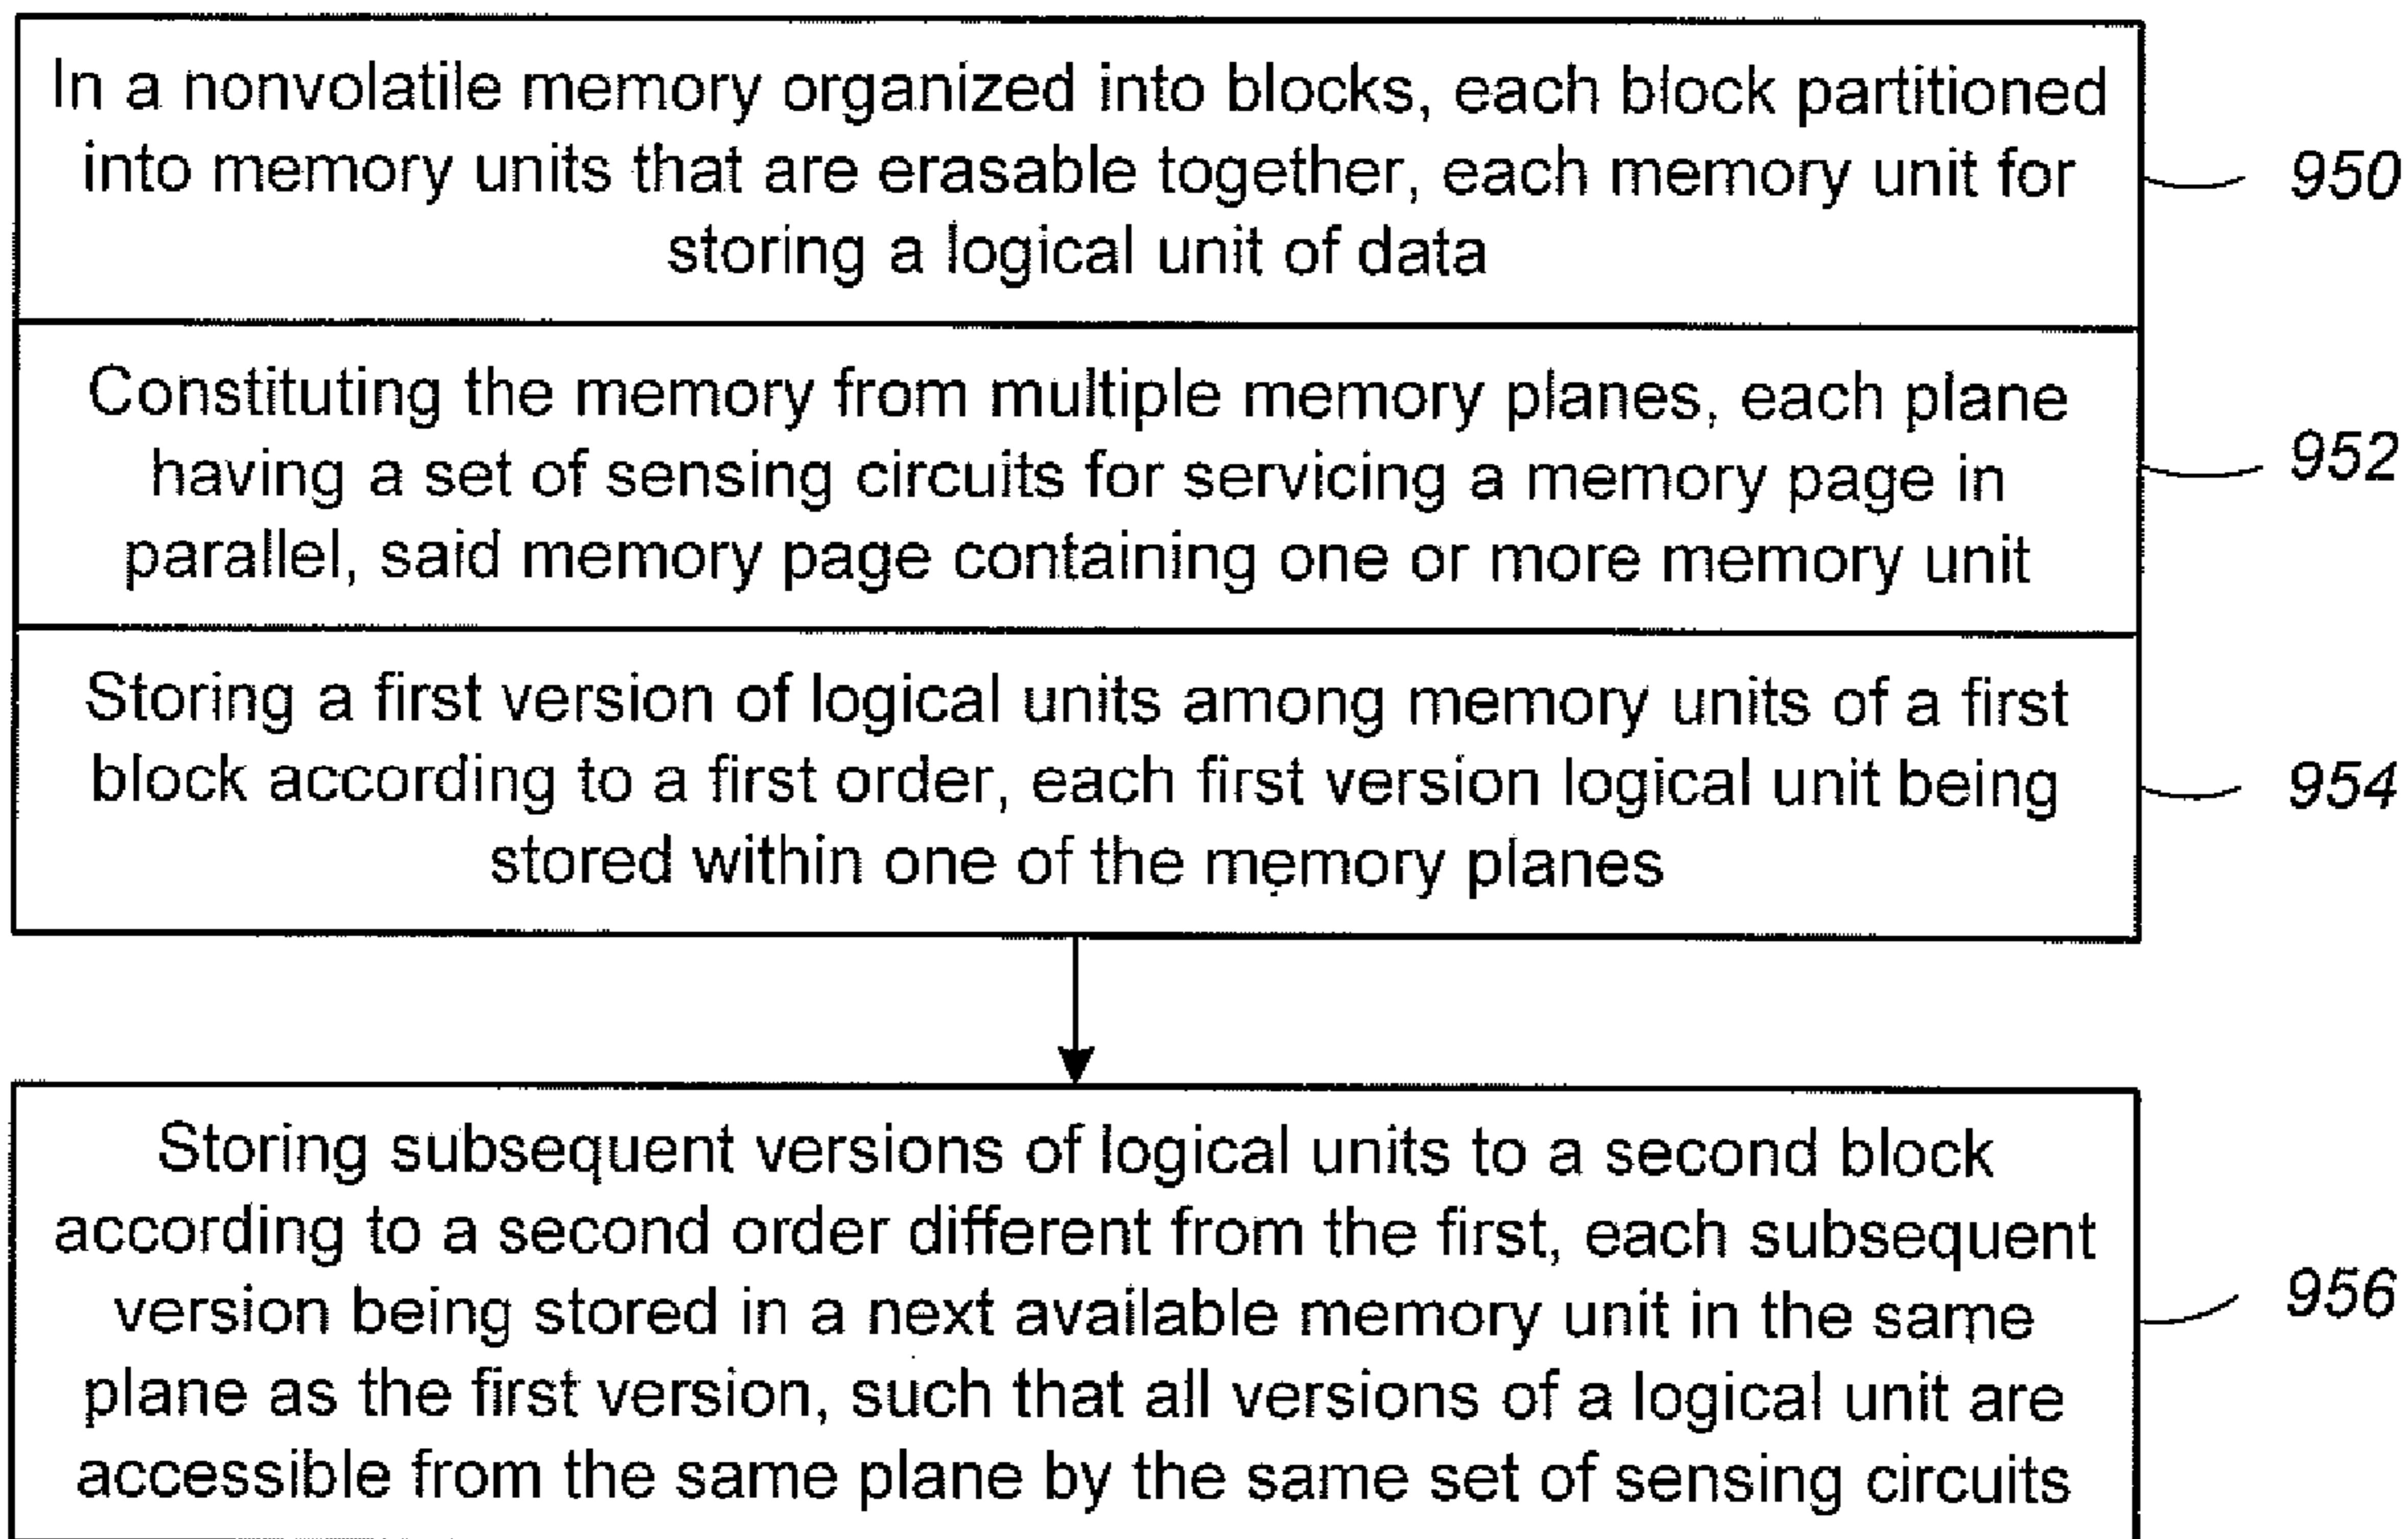 In a nonvolatile memory organized into blocks, each block partitioned
into memory units that are erasable together, each memory unit for
storing a logical unit of data
950
Constituting the memory from multiple memory planes, each plane
having a set of sensing circuits for servicing a memory page in
parallel, said memory page containing one or more memory unit
952
Storing a first version of logical units among memory units of a first
block according to a first order, each first version logical unit being
stored within one of the memory planes
954
Storing subsequent versions of logical units to a second block
according to a second order different from the first, each subsequent
version being stored in a next available memory unit in the same
plane as the first version, such that all versions of a logical unit are
accessible from the same plane by the same set of sensing circuits
956